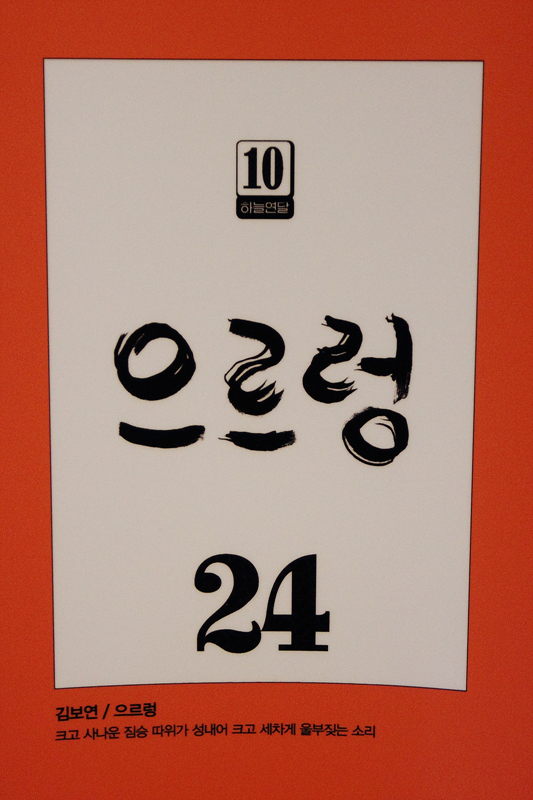 10
하늘연달
으르렁
24
김보연 / 으르렁
크고 사나운 짐승 따위가 성내어 크고 세차게 울부짖는 소리